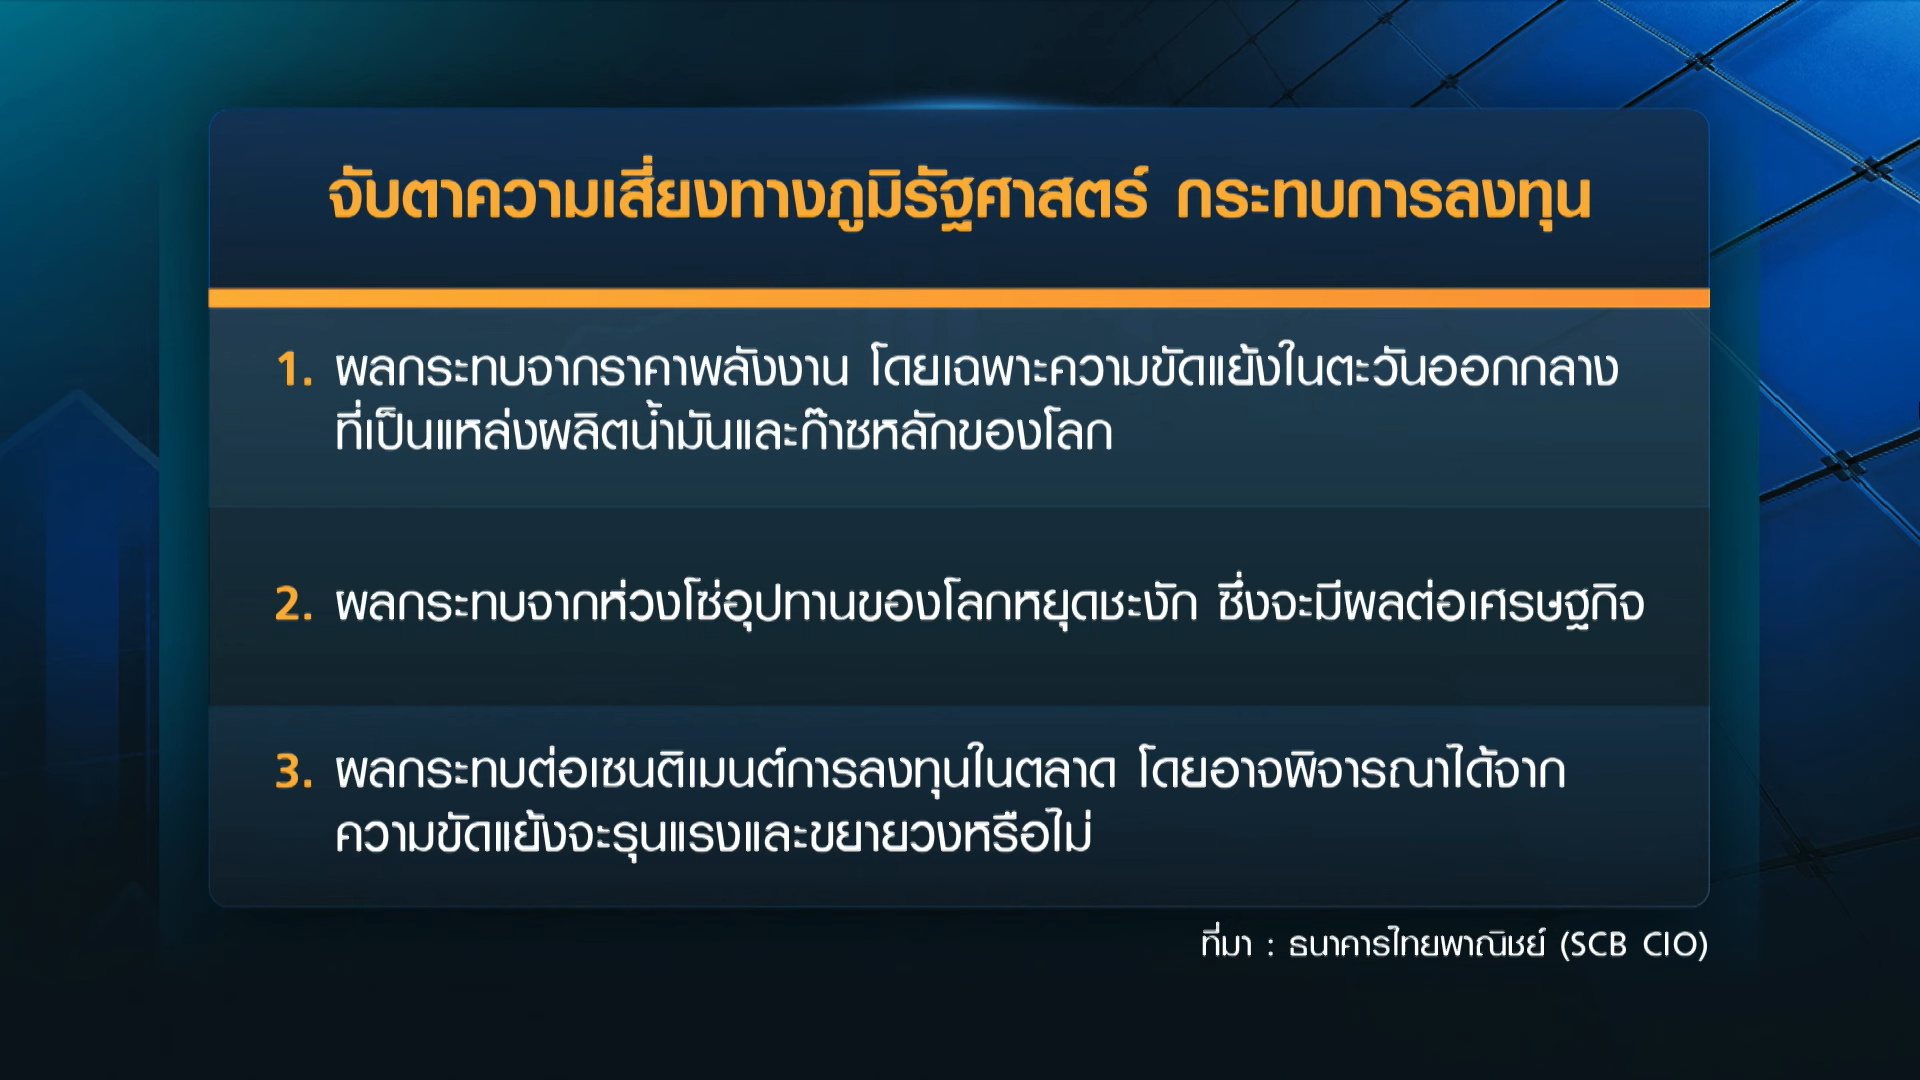 จับตาความเสี่ยงทางภูมิรัฐศาสตร์ กระทบการลงทุน
1. ผลกระทบจากราคาพลังงาน โดยเฉพาะความขัดแย้งในตะวันออกกลาง
ที่เป็นแหล่งผลิตน้ำมันและก๊าซหลักของโลก
2. ผลกระทบจากห่วงโซ่อุปทานของโลกหยุดชะงัก ซึ่งจะมีผลต่อเศรษฐกิจ
3. ผลกระทบต่อเซนติเมนต์การลงทุนในตลาด โดยอาจพิจารณาได้จาก
ความขัดแย้งจะรุนแรงและขยายวงหรือไม่
ที่มา : ธนาคารไทยพาณิชย์ (SCB CIO)